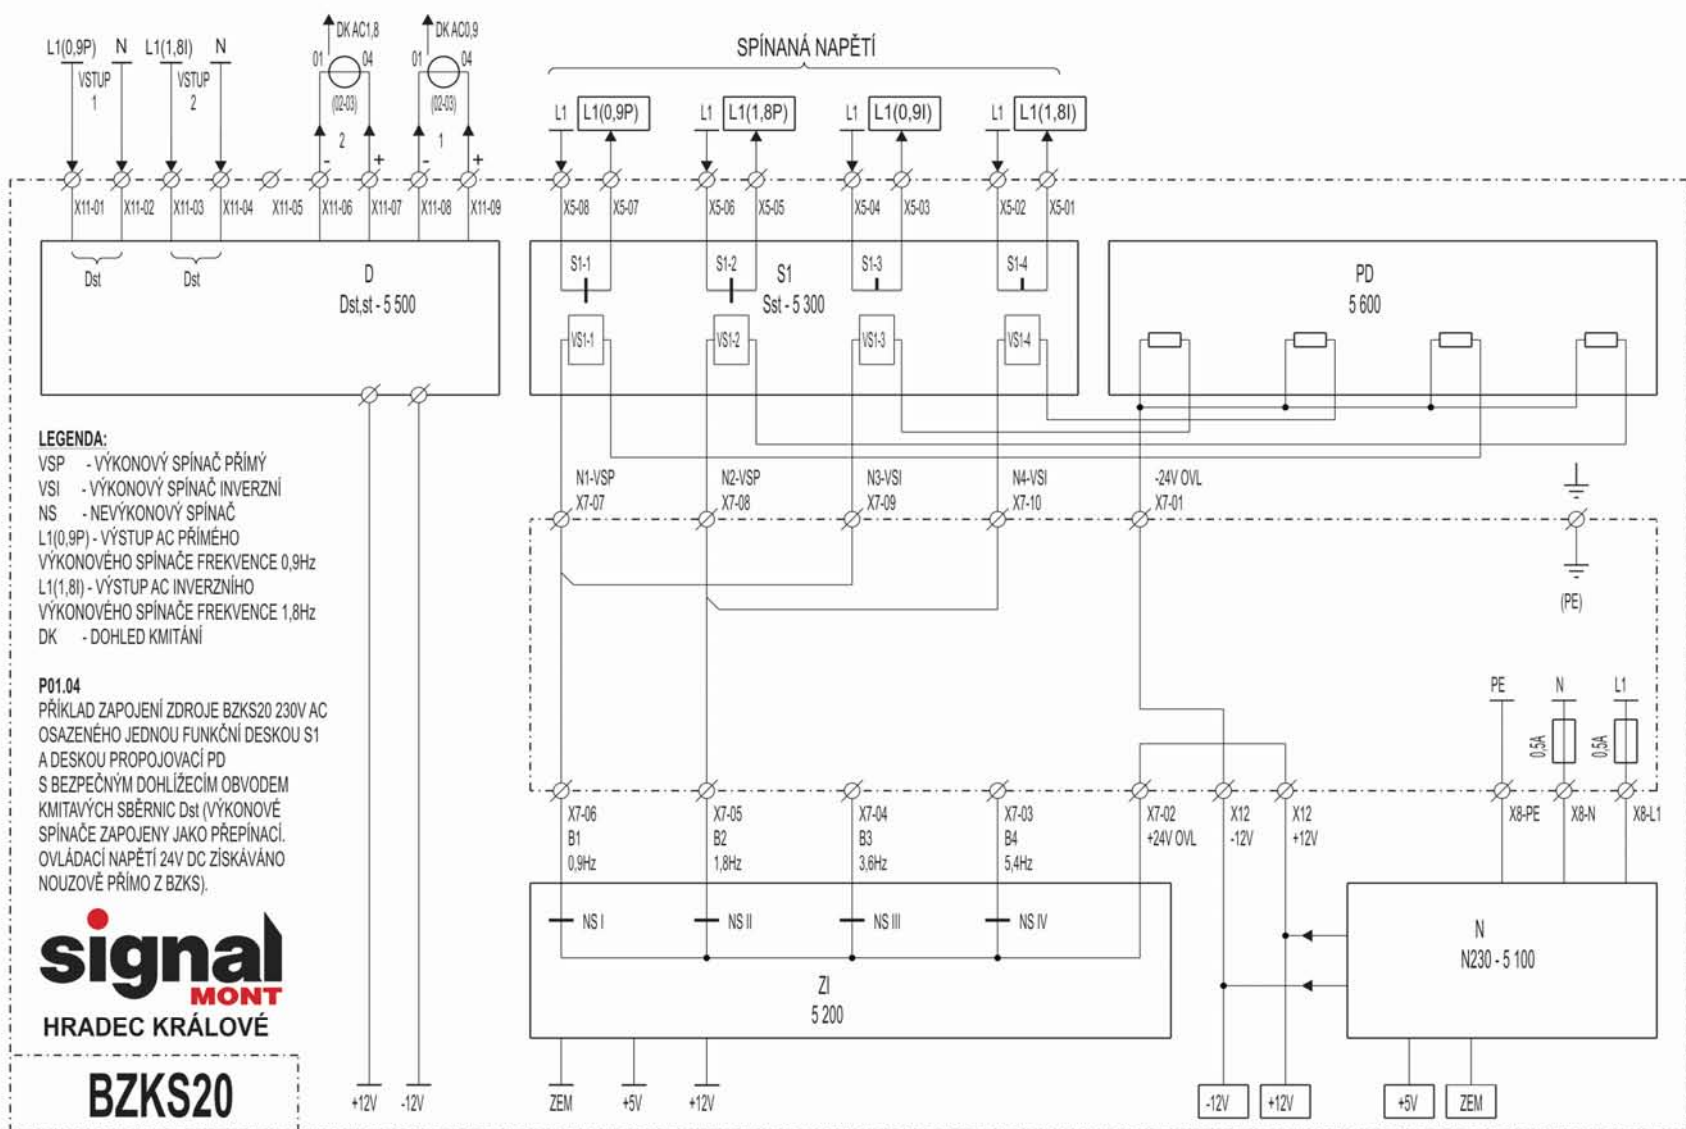 L1(0,9P) N L1(1,8I) N
VSTUP
1
VSTUP
2
DK AC1,8
01 04
(02-03)
2
- +
DK AC0,9
01 04
(02-03)
1
- +
SPÍNANÁ NAPĚTÍ
L1 L1(0,9P) L1 L1(1,8P) L1 L1(0,9I) L1 L1(1,8I)
X11-01 X11-02 X11-03 X11-04 X11-05 X11-06 X11-07 X11-08 X11-09
X5-08 X5-07 X5-06 X5-05 X5-04 X5-03 X5-02 X5-01
Dst Dst
D
Dst,st - 5 500
S1-1 S1-2 S1-3 S1-4
S1
Sst - 5 300
VS1-1 VS1-2 VS1-3 VS1-4
PD
5 600
LEGENDA:
VSP - VÝKONOVÝ SPÍNAČ PŘÍMÝ
VSI - VÝKONOVÝ SPÍNAČ INVERZNÍ
NS - NEVÝKONOVÝ SPÍNAČ
L1(0,9P) - VÝSTUP AC PŘÍMÉHO
VÝKONOVÉHO SPÍNAČE FREKVENCE 0,9Hz
L1(1,8I) - VÝSTUP AC INVERZNÍHO
VÝKONOVÉHO SPÍNAČE FREKVENCE 1,8Hz
DK - DOHLED KMITÁNÍ
N1-VSP N2-VSP N3-VSI N4-VSI -24V OVL
X7-07 X7-08 X7-09 X7-10 X7-01
(PE)
P01.04
PŘÍKLAD ZAPOJENÍ ZDROJE BZKS20 230V AC
OSAZENÉHO JEDNOU FUNKČNÍ DESKOU S1
A DESKOU PROPOJOVACÍ PD
S BEZPEČNÝM DOHLÍŽECÍM OBVODEM
KMITAVÝCH SBĚRNIC Dst (VÝKONOVÉ
SPÍNAČE ZAPOJENY JAKO PŘEPÍNACÍ.
OVLÁDACÍ NAPĚTÍ 24V DC ZÍSKÁVÁNO
NOUZOVĚ PŘÍMO Z BZKS).
PE N L1
0,5A 0,5A
X7-06 X7-05 X7-04 X7-03 X7-02 X12 X12 X8-PE X8-N X8-L1
B1 B2 B3 B4 +24V OVL -12V +12V
0,9Hz 1,8Hz 3,6Hz 5,4Hz
NS I NS II NS III NS IV
ZI
5 200
N
N230 - 5 100
signal
MONT
HRADEC KRÁLOVÉ
BZKS20
+12V -12V ZEM +5V +12V -12V +12V +5V ZEM